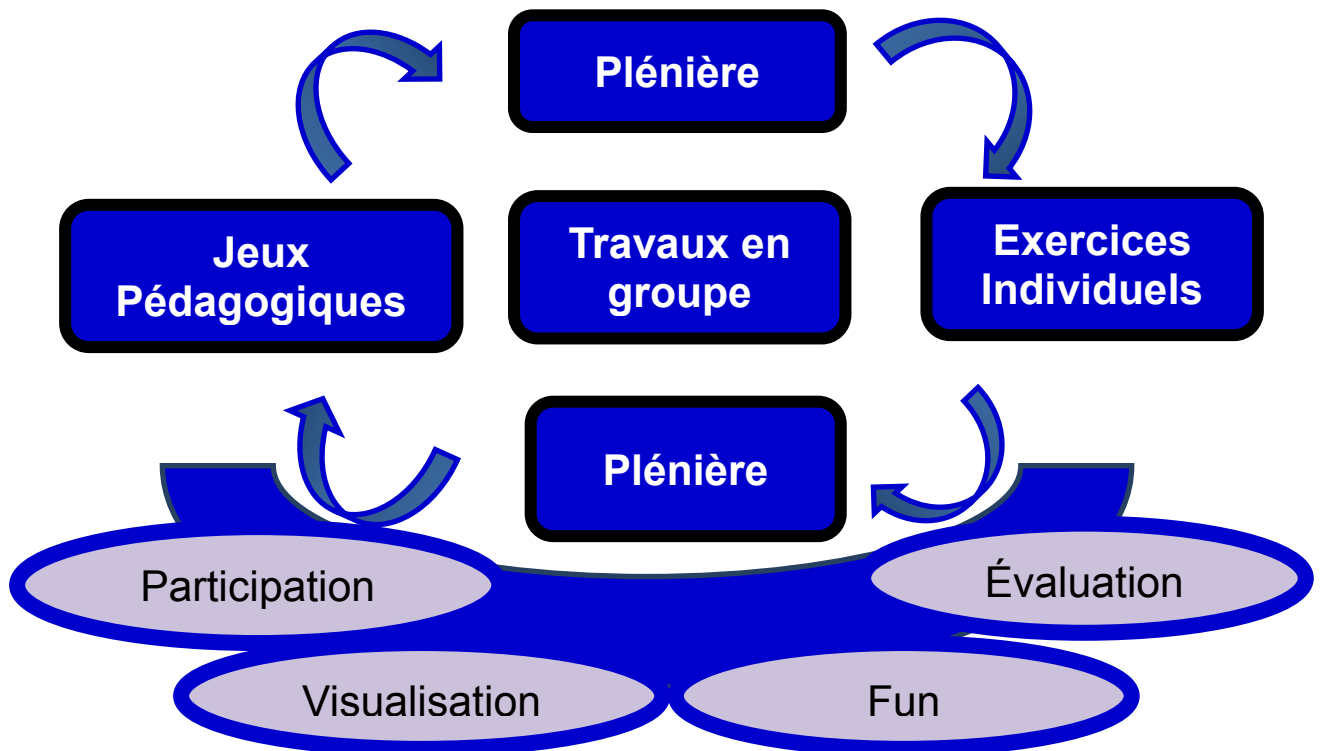 Plénière
Jeux
Pédagogiques
Travaux en
groupe
Exercices
Individuels
Plénière
Participation
Évaluation
Visualisation
Fun